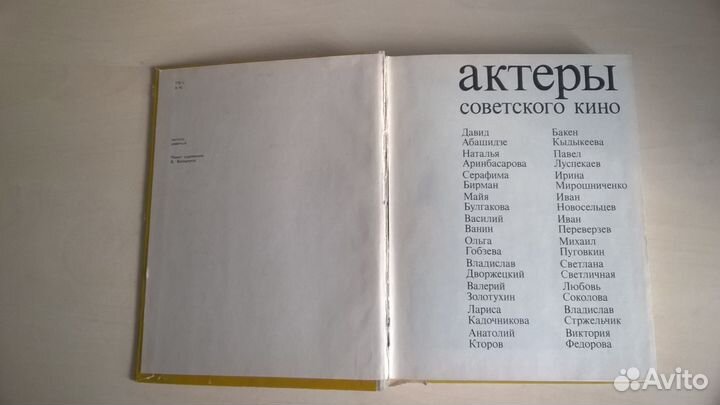 актеры
советского кино
Давид
Абашидзе
Наталья
Аринбасарова
Серафима
Бирман
Майя
Булгакова
Василий
Ванин
Ольга
Гобзева
Владислав
Дворжецкий
Валерий
Золотухин
Лариса
Кадочникова
Анатолий
Кторов
Бакен
Кыдыкеева
Павел
Луспекаев
Ирина
Мирошниченко
Иван
Новосельцев
Иван
Переверзев
Михаил
Пуговкин
Светлана
Светличная
Любовь
Соколова
Владислав
Стржельчик
Виктория
Федорова
Avito